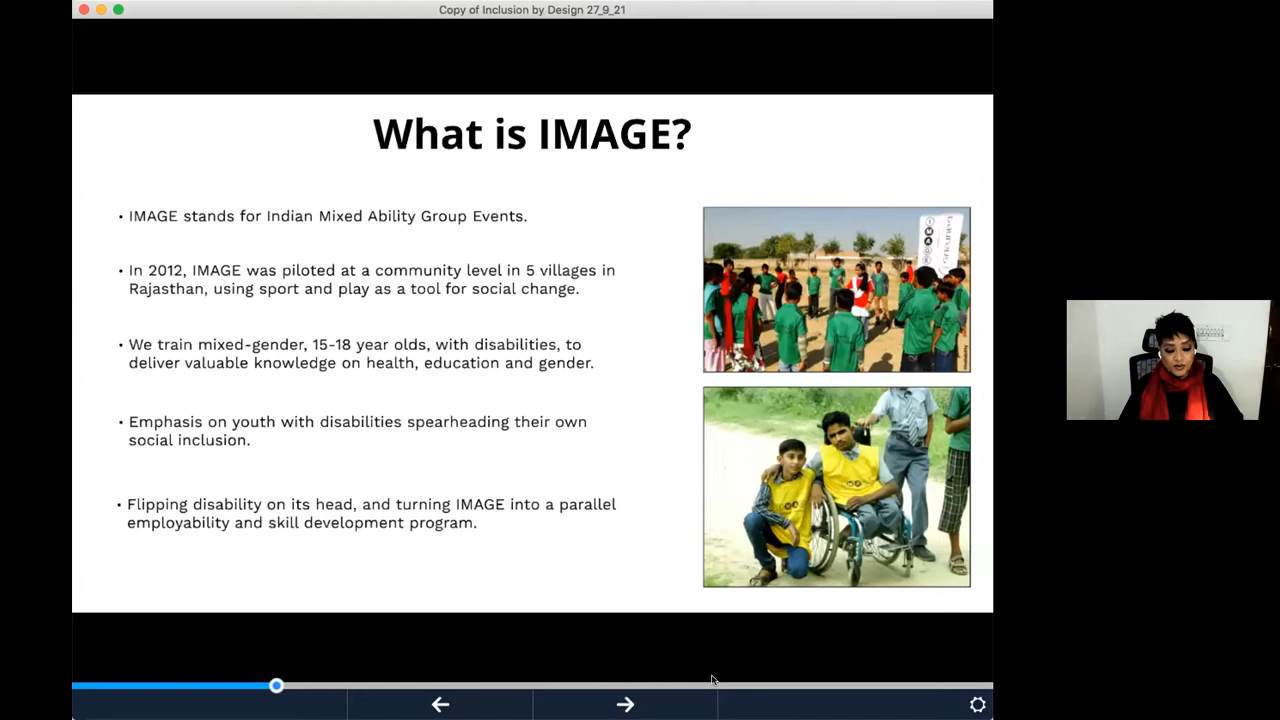 Copy of Inclusion by Design 27_9_21
What is IMAGE?
• IMAGE stands for Indian Mixed Ability Group Events.
• In 2012, IMAGE was piloted at a community level in 5 villages in
Rajasthan, using sport and play as a tool for social change.
• We train mixed-gender, 15-18 year olds, with disabilities, to
deliver valuable knowledge on health, education and gender.
• Emphasis on youth with disabilities spearheading their own
social inclusion.
• Flipping disability on its head, and turning IMAGE into a parallel
employability and skill development program.